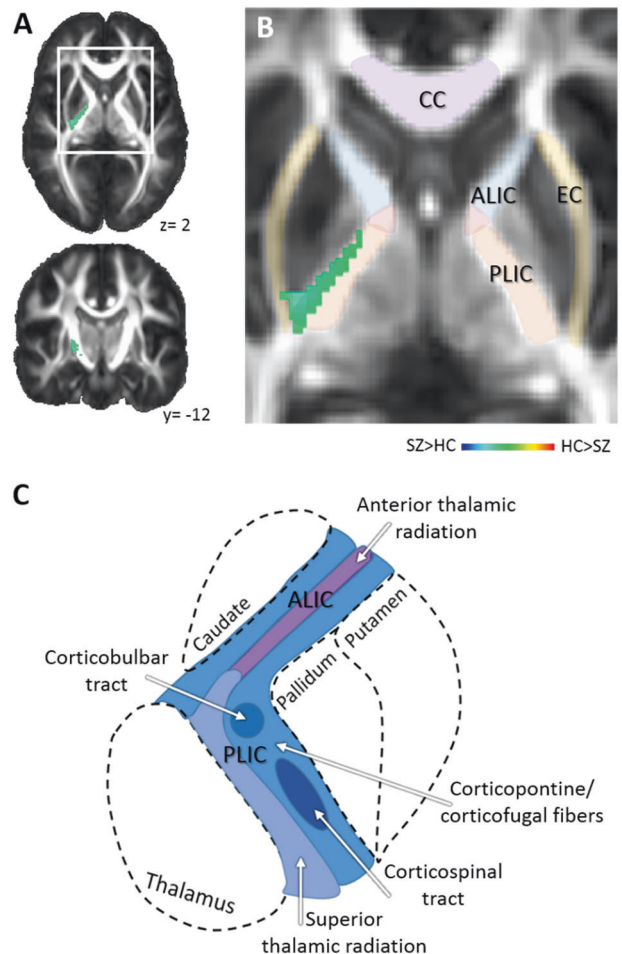 A
z= 2
y= -12
B
CC
ALIC
EC
PLIC
SZ>HC
HC>SZ
C
Anterior thalamic
radiation
ALIC
Caudate
Putamen
Pallidum
Corticobulbar
tract
PLIC
Corticopontine/
corticofugal fibers
Thalamus
Corticospinal
tract
Superior
thalamic radiation